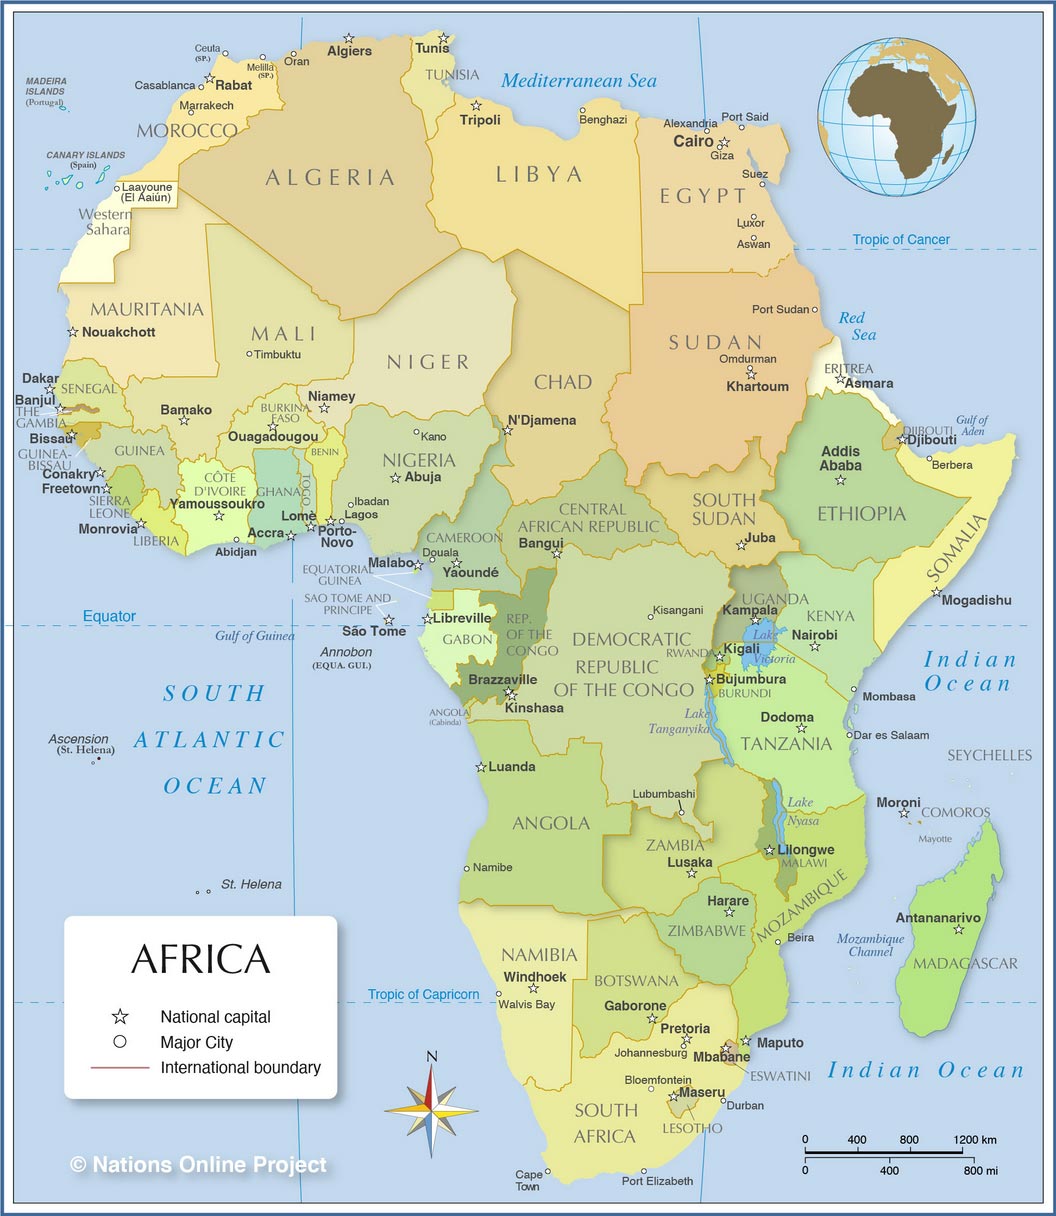 Ceuta
(SP.)
Melilla
(SP.)
Oran
Algiers
Tunis
TUNISIA
Mediterranean Sea
MADEIRA
ISLANDS
(Portugal)
Casablanca
Rabat
Marrakech
MOROCCO
Tripoli
Benghazi
Alexandria
Port Said
Cairo
Giza
Suez
CANARY ISLANDS
(Spain)
Laayoune
(El Aaiún)
Western
Sahara
ALGERIA
LIBYA
EGYPT
Luxor
Aswan
Tropic of Cancer
MAURITANIA
Nouakchott
MALI
Timbuktu
NIGER
CHAD
SUDAN
Port Sudan
Omdurman
Khartoum
Red
Sea
ERITREA
Asmara
Dakar
SENEGAL
Banjul
THE
GAMBIA
Bissau
GUINEA-
BISSAU
Bamako
Niamey
BURKINA
FASO
Ouagadougou
N'Djamena
Kano
NIGERIA
Abuja
BENIN
GUINEA
Conakry
Freetown
SIERRA
LEONE
Monrovia
LIBERIA
CÔTE
D'IVOIRE
Yamoussoukro
GHANA
TOGO
Abidjan
Accra
Lomè
Porto-
Novo
Ibadan
Lagos
DJIBOUTI
Djibouti
Gulf of
Aden
Berbera
Addis
Ababa
ETHIOPIA
SOMALIA
Mogadishu
SOUTH
SUDAN
Juba
CENTRAL
AFRICAN REPUBLIC
Bangui
CAMEROON
Douala
Yaoundé
Malabo
EQUATORIAL
GUINEA
SAO TOME AND
PRINCIPE
São Tome
Annobon
(EQUA. GUI.)
Libreville
GABON
REP.
OF THE
CONGO
Brazzaville
Kinshasa
ANGOLA
(Cabinda)
Equator
Gulf of Guinea
Kisangani
DEMOCRATIC
REPUBLIC
OF THE CONGO
UGANDA
Kampala
KENYA
Nairobi
Lake
Victoria
RWANDA
Kigali
Bujumbura
BURUNDI
Lake
Tanganyika
Dodoma
TANZANIA
Mombasa
Dar es Salaam
Indian
Ocean
SEYCHELLES
SOUTH
ATLANTIC
OCEAN
Ascension
(St. Helena)
St. Helena
Luanda
ANGOLA
Namibe
Lubumbashi
ZAMBIA
Lusaka
Lake
Nyasa
Lilongwe
MALAWI
MOZAMBIQUE
Moroni
COMOROS
Mayotte
Harare
ZIMBABWE
Beira
Mozambique
Channel
Antananarivo
MADAGASCAR
NAMIBIA
Windhoek
Walvis Bay
BOTSWANA
Gaborone
Tropic of Capricorn
Pretoria
Johannesburg
Maputo
Mbabane
ESWATINI
Bloemfontein
Maseru
LESOTHO
Durban
SOUTH
AFRICA
Cape
Town
Port Elizabeth
Indian Ocean
AFRICA
National capital
Major City
International boundary
N
0 400 800 1200 km
0 400 800 mi
© Nations Online Project